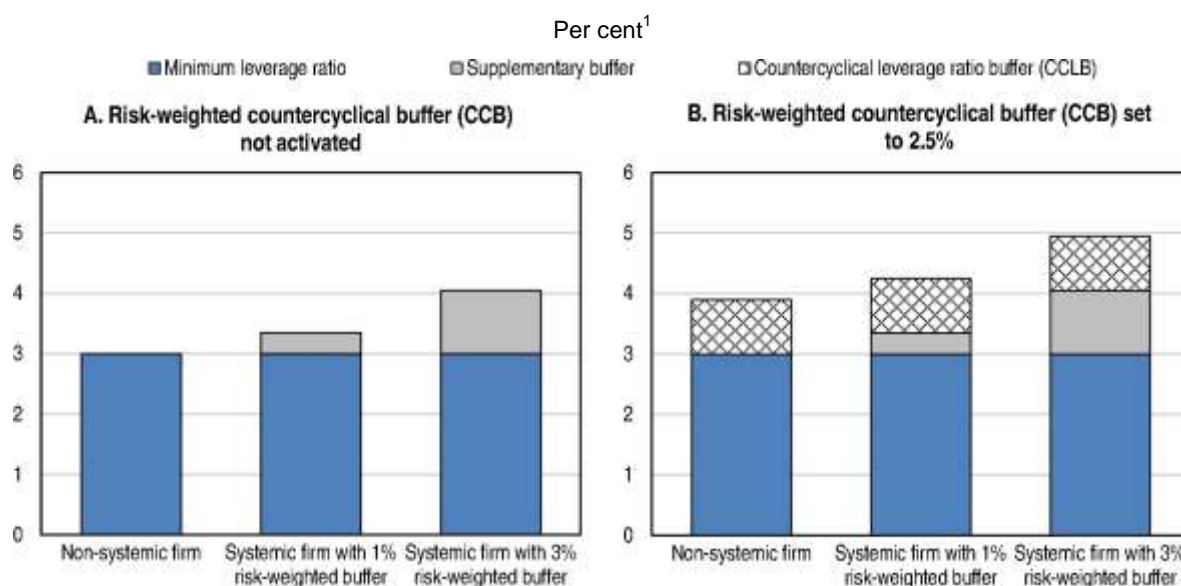 Per cent1
Minimum leverage ratio Supplementary buffer Countercyclical leverage ratio buffer (CCLB)
A. Risk-weighted countercyclical buffer (CCB)
not activated
6
5
4
3
2
1
0
Non-systemic firm Systemic firm with 1% Systemic firm with 3%
risk-weighted buffer risk-weighted buffer
B. Risk-weighted countercyclical buffer (CCB) set
to 2.5%
6
5
4
3
2
1
0
Non-systemic firm Systemic firm with 1% Systemic firm with 3%
risk-weighted buffer risk-weighted buffer